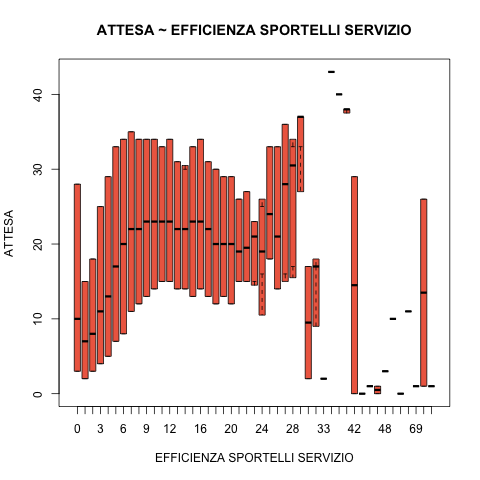 ATTESA ~ EFFICIENZA SPORTELLI SERVIZIO
40
30
20
10
0
ATTESA
0 3 6 9 12 16 20 24 28 33 42 48 69
EFFICIENZA SPORTELLI SERVIZIO